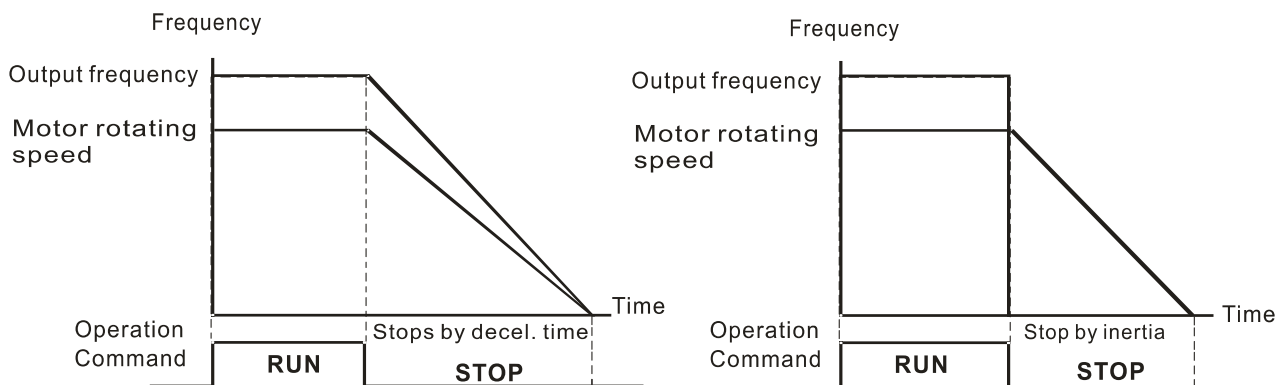 Frequency
Output frequency
Motor rotating
speed
Time
Operation
Command
Stops by decel. time
RUN
STOP
Frequency
Output frequency
Motor rotating
speed
Time
Operation
Command
Stop by inertia
RUN
STOP